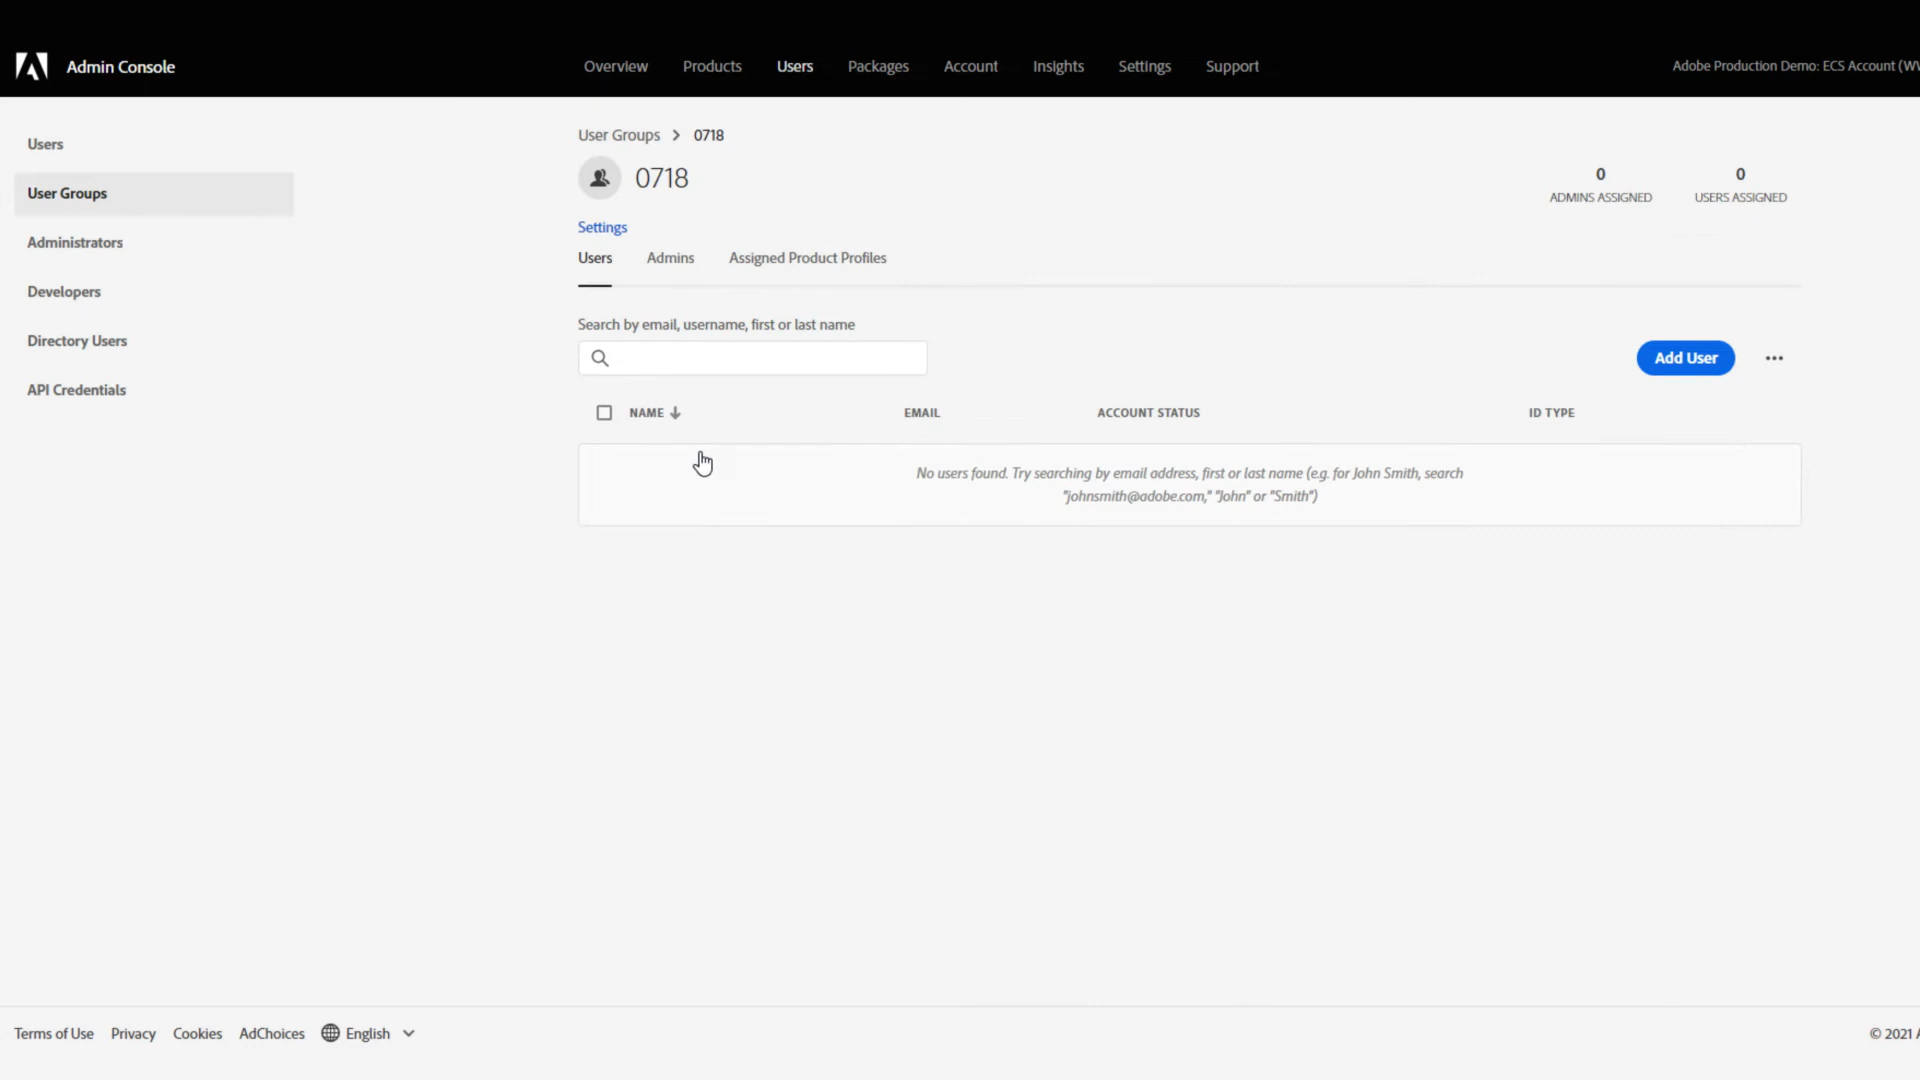 Admin Console
Overview
Products
Users
Packages
Account
Insights
Settings
Support
Adobe Production Demo: ECS Account (WW
Users
User Groups
Administrators
Developers
Directory Users
API Credentials
User Groups > 0718
0718
0
ADMINS ASSIGNED
0
USERS ASSIGNED
Settings
Users
Admins
Assigned Product Profiles
Search by email, username, first or last name
Add User
NAME
EMAIL
ACCOUNT STATUS
ID TYPE
No users found. Try searching by email address, first or last name (e.g. for John Smith, search
"johnsmith@adobe.com," "John" or "Smith")
Terms of Use
Privacy
Cookies
AdChoices
English
© 2021 A